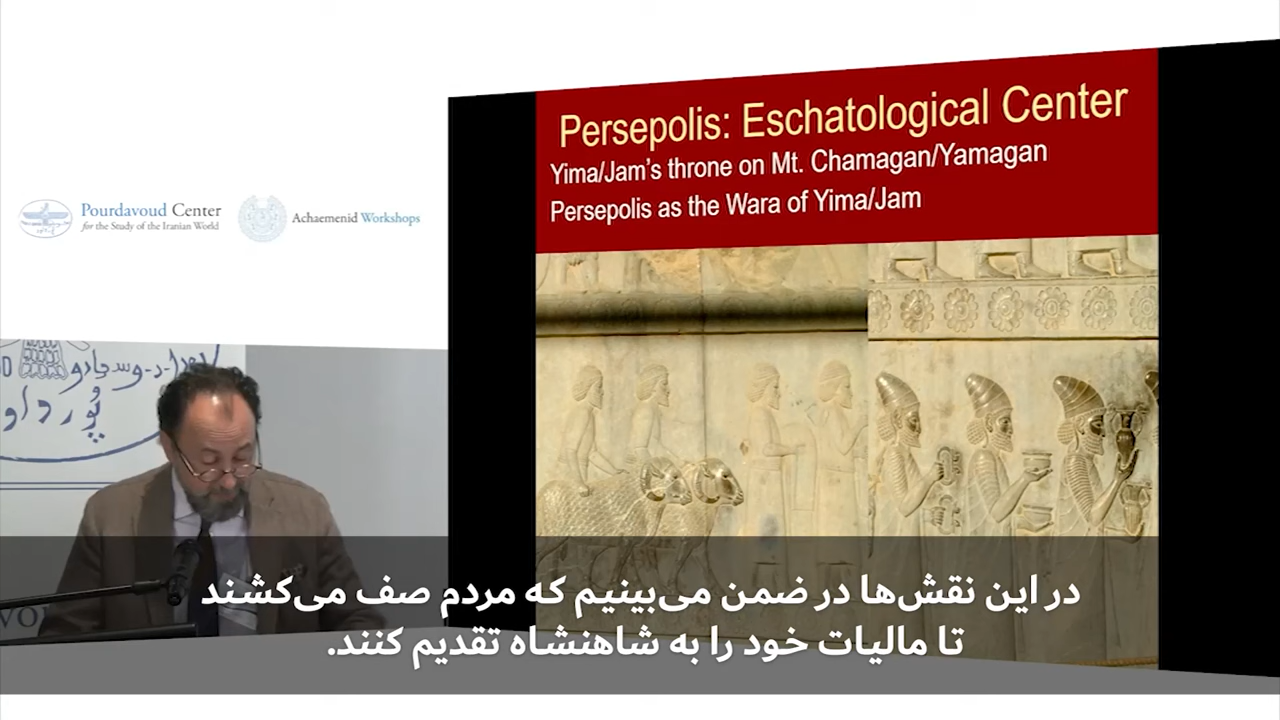 Persepolis: Eschatological Center
Yima/Jam's throne on Mt. Chamagan/Yamagan
Persepolis as the Wara of Yima/Jam
Pourdavoud Center
for the Study of the Iranian World
Achaemenid Workshops
پورداو
VO
در این نقش‌ها در ضمن می‌بینیم که مردم صف می‌کشند
تا مالیات خود را به شاهنشاه تقدیم کنند.